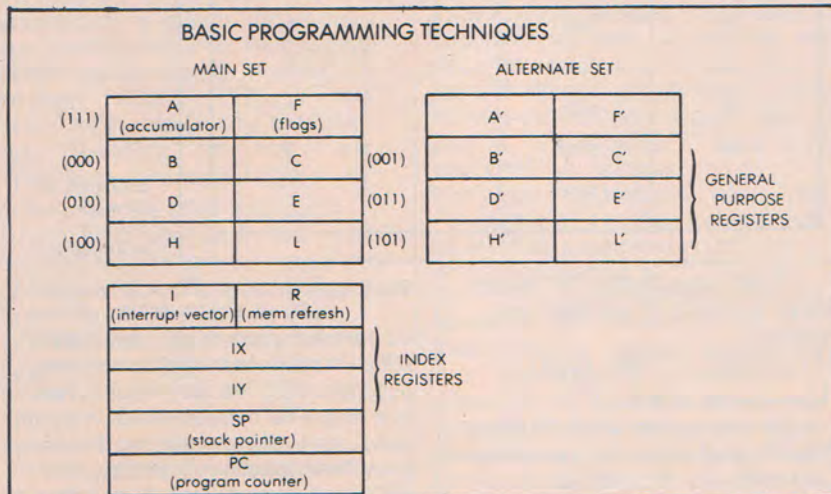 BASIC PROGRAMMING TECHNIQUES
MAIN SET
ALTERNATE SET
(111) A F A′ F′
(accumulator) (flags)
(000) B C (001) B′ C′
(010) D E (011) D′ E′
(100) H L (101) H′ L′
GENERAL
PURPOSE
REGISTERS
I R
(interrupt vector) (mem refresh)
IX
IY
INDEX
REGISTERS
SP
(stack pointer)
PC
(program counter)